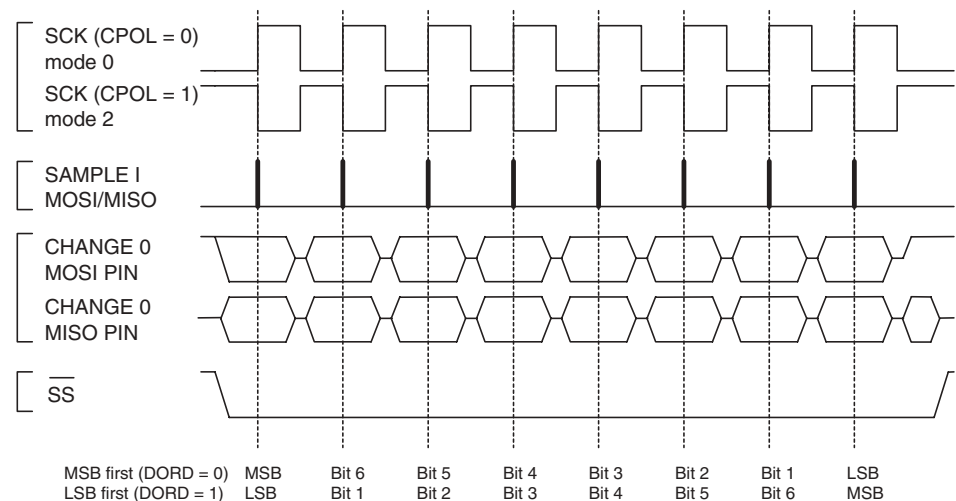 SCK (CPOL = 0)
mode 0
SCK (CPOL = 1)
mode 2
SAMPLE I
MOSI/MISO
CHANGE 0
MOSI PIN
CHANGE 0
MISO PIN
SS
MSB first (DORD = 0) MSB Bit 6 Bit 5 Bit 4 Bit 3 Bit 2 Bit 1 LSB
LSB first (DORD = 1) LSB Bit 1 Bit 2 Bit 3 Bit 4 Bit 5 Bit 6 MSB